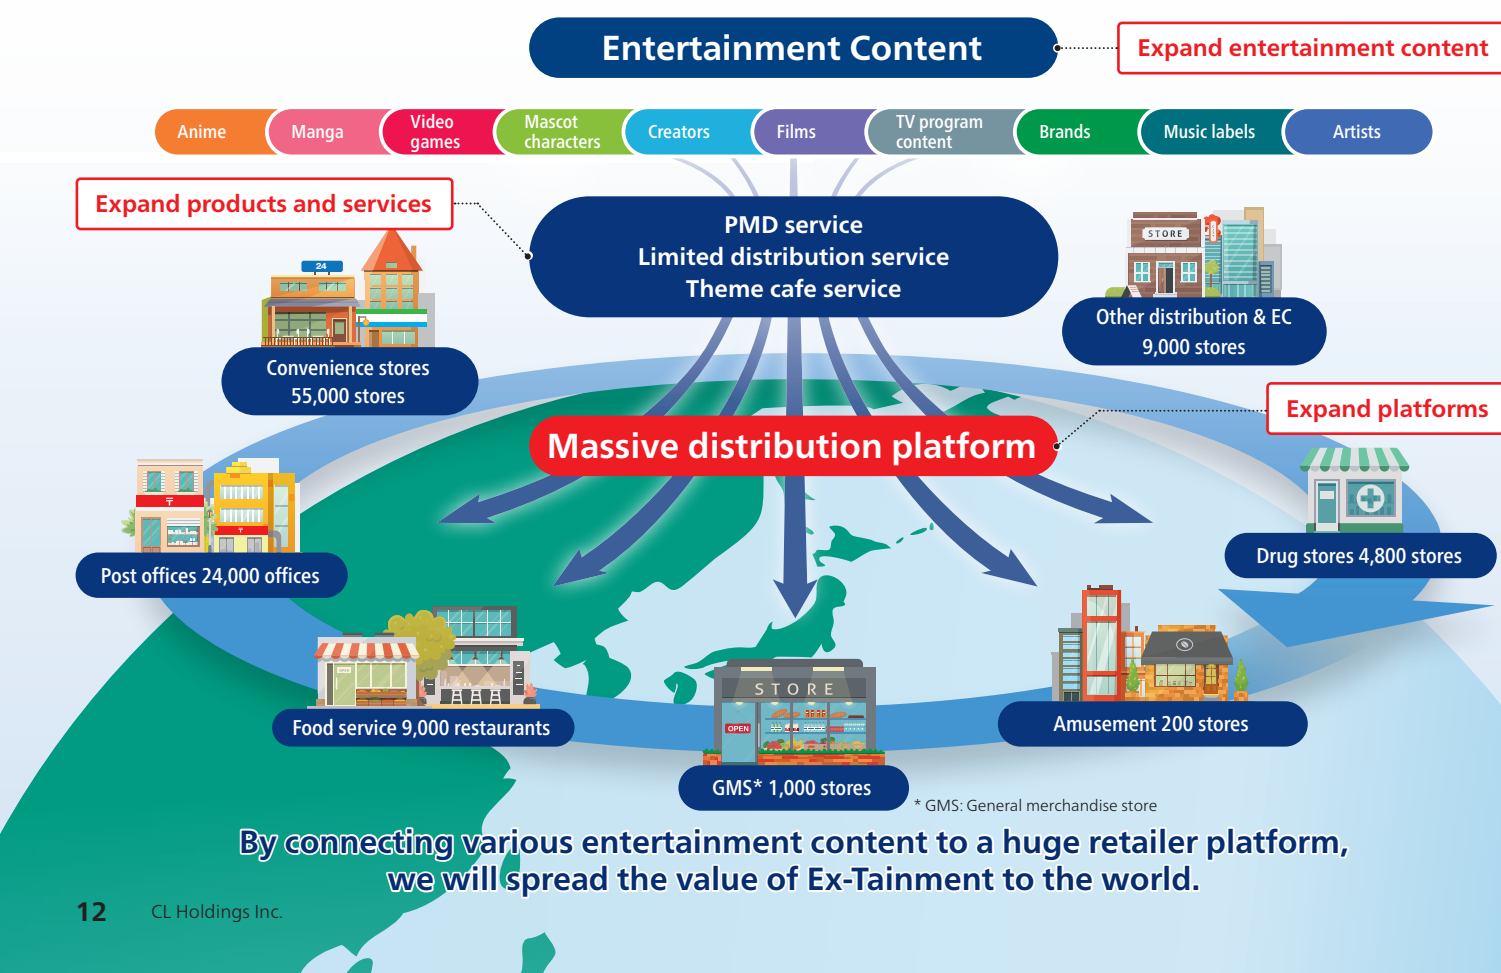 Entertainment Content
Expand entertainment content
Anime
Manga
Video
games
Mascot
characters
Creators
Films
TV program
content
Brands
Music labels
Artists
Expand products and services
PMD service
Limited distribution service
Theme cafe service
STORE
Other distribution & EC
9,000 stores
24
Convenience stores
55,000 stores
Massive distribution platform
Expand platforms
〒
〒
Post offices 24,000 offices
Drug stores 4,800 stores
Food service 9,000 restaurants
STORE
OPEN
GMS* 1,000 stores
Amusement 200 stores
* GMS: General merchandise store
By connecting various entertainment content to a huge retailer platform,
we will spread the value of Ex-Tainment to the world.
12
CL Holdings Inc.